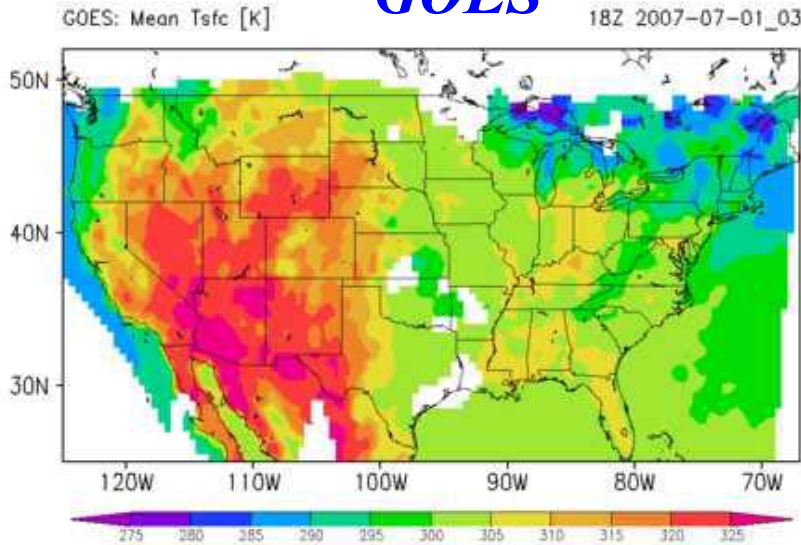 GOES
GOES: Mean Tsfc [K]
18Z 2007-07-01_03
50N
40N
30N
120W 110W 100W 90W 80W 70W
275 280 285 290 295 300 305 310 315 320 325